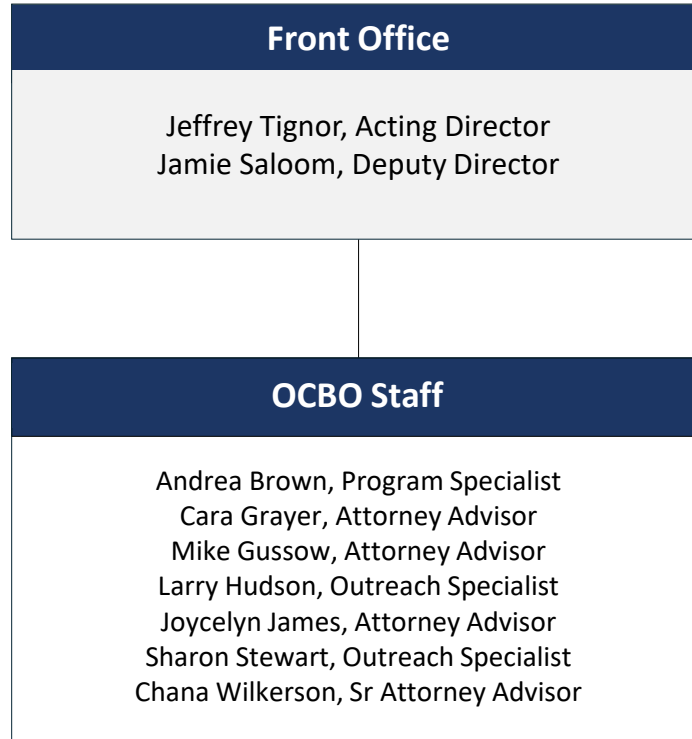 Front Office
Jeffrey Tignor, Acting Director
Jamie Saloom, Deputy Director
OCBO Staff
Andrea Brown, Program Specialist
Cara Grayer, Attorney Advisor
Mike Gussow, Attorney Advisor
Larry Hudson, Outreach Specialist
Joycelyn James, Attorney Advisor
Sharon Stewart, Outreach Specialist
Chana Wilkerson, Sr Attorney Advisor